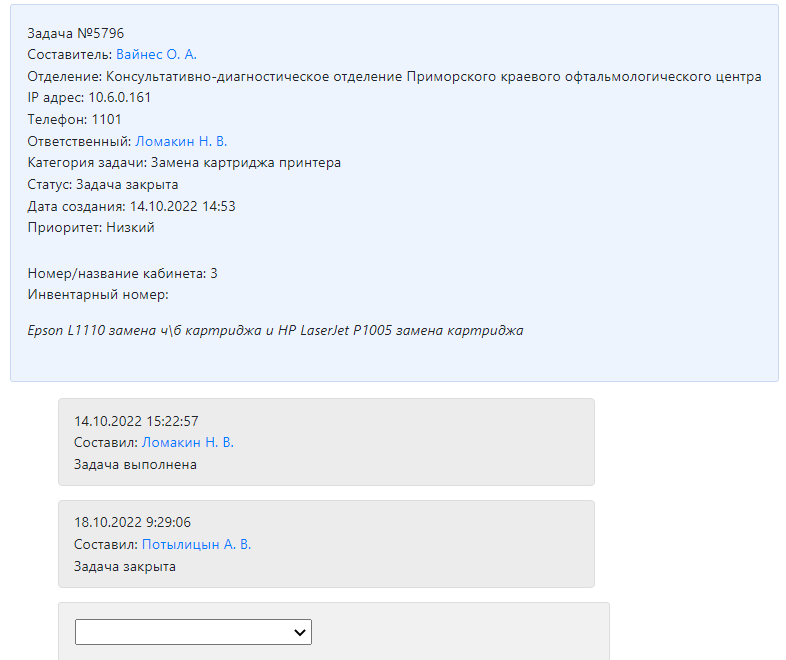 Задача №5796
Составитель: Вайнес О. А.
Отделение: Консультативно-диагностическое отделение Приморского краевого офтальмологического центра
IP адрес: 10.6.0.161
Телефон: 1101
Ответственный: Ломакин Н. В.
Категория задачи: Замена картриджа принтера
Статус: Задача закрыта
Дата создания: 14.10.2022 14:53
Приоритет: Низкий
Номер/название кабинета: 3
Инвентарный номер:
Epson L1110 замена ч\б картриджа и HP LaserJet P1005 замена картриджа
14.10.2022 15:22:57
Составил: Ломакин Н. В.
Задача выполнена
18.10.2022 9:29:06
Составил: Потылицын А. В.
Задача закрыта